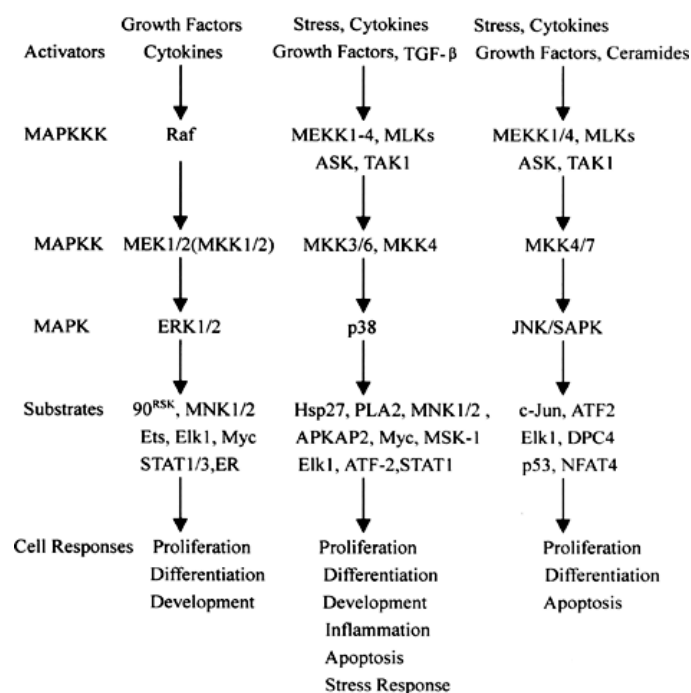 Growth Factors Stress, Cytokines Stress, Cytokines
Activators Cytokines Growth Factors, TGF-β Growth Factors, Ceramides
MAPKKK Raf MEKK1-4, MLKs MEKK1/4, MLKs
ASK, TAK1 ASK, TAK1
MAPKK MEK1/2(MKK1/2) MKK3/6, MKK4 MKK4/7
MAPK ERK1/2 p38 JNK/SAPK
Substrates 90RSK, MNK1/2 Hsp27, PLA2, MNK1/2 , c-Jun, ATF2
Ets, Elk1, Myc APKAP2, Myc, MSK-1 Elk1, DPC4
STAT1/3,ER Elk1, ATF-2,STAT1 p53, NFAT4
Cell Responses Proliferation Proliferation Proliferation
Differentiation Differentiation Differentiation
Development Development Apoptosis
Inflammation
Apoptosis
Stress Response